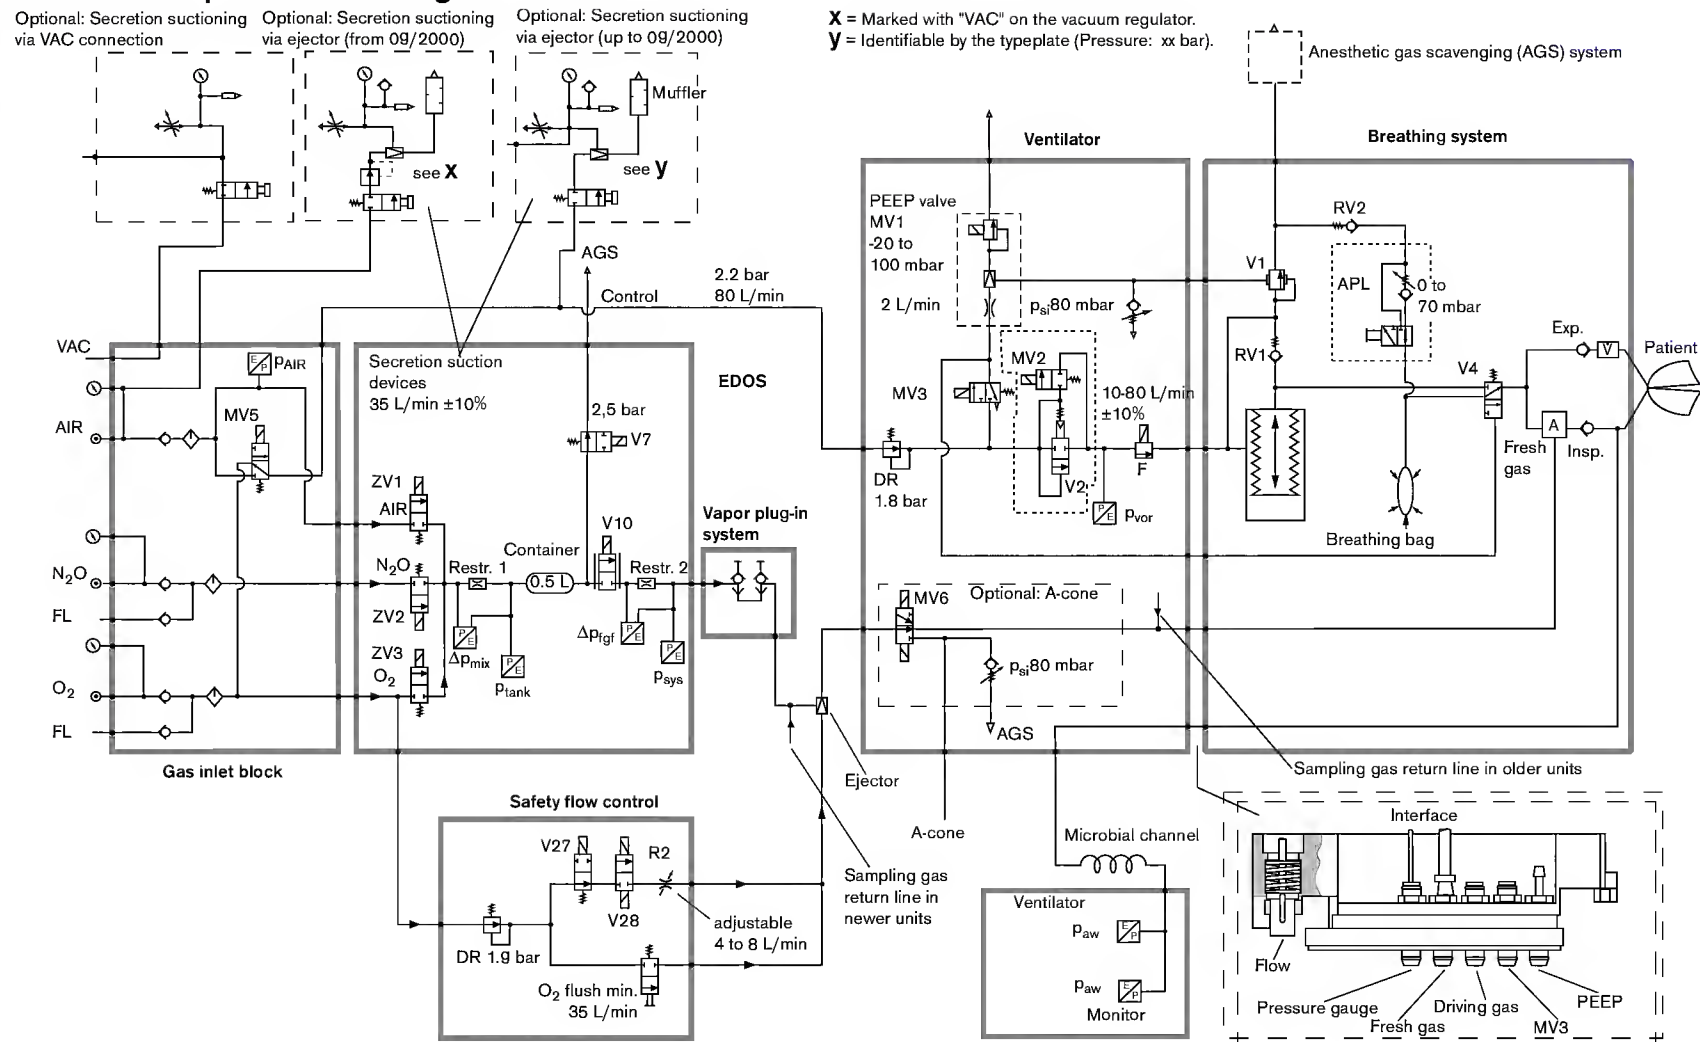 Optional: Secretion suctioning
via VAC connection
Optional: Secretion suctioning
via ejector (from 09/2000)
Optional: Secretion suctioning
via ejector (up to 09/2000)
X = Marked with "VAC" on the vacuum regulator.
y = Identifiable by the typeplate (Pressure: xx bar).
Anesthetic gas scavenging (AGS) system
Muffler
see X
see y
Ventilator
Breathing system
PEEP valve
MV1
-20 to
100 mbar
2 L/min
psi80 mbar
RV2
V1
APL
0 to
70 mbar
RV1
Exp.
V
Patient
V4
A
Fresh
gas
Insp.
Breathing bag
AGS
Control
2.2 bar
80 L/min
VAC
AIR
N2O
FL
O2
FL
E
P
pAIR
MV5
Gas inlet block
Secretion suction
devices
35 L/min ±10%
EDOS
2,5 bar
V7
ZV1
AIR
N2O
ZV2
ZV3
O2
Restr. 1
Container
0.5 L
V10
Restr. 2
P
E
Δpmix
P
E
ptank
Δpfgf
P
E
P
E
psys
Vapor plug-in
system
MV3
MV2
10-80 L/min
±10%
DR
1.8 bar
V2
F
P
E
pvor
MV6
Optional: A-cone
psi80 mbar
AGS
Ejector
Sampling gas return line in older units
A-cone
Sampling gas
return line in
newer units
Safety flow control
V27
R2
V28
adjustable
4 to 8 L/min
DR 1.9 bar
O2 flush min.
35 L/min
Microbial channel
Ventilator
paw
E
P
paw
E
P
Monitor
Interface
Flow
Pressure gauge
Fresh gas
Driving gas
MV3
PEEP